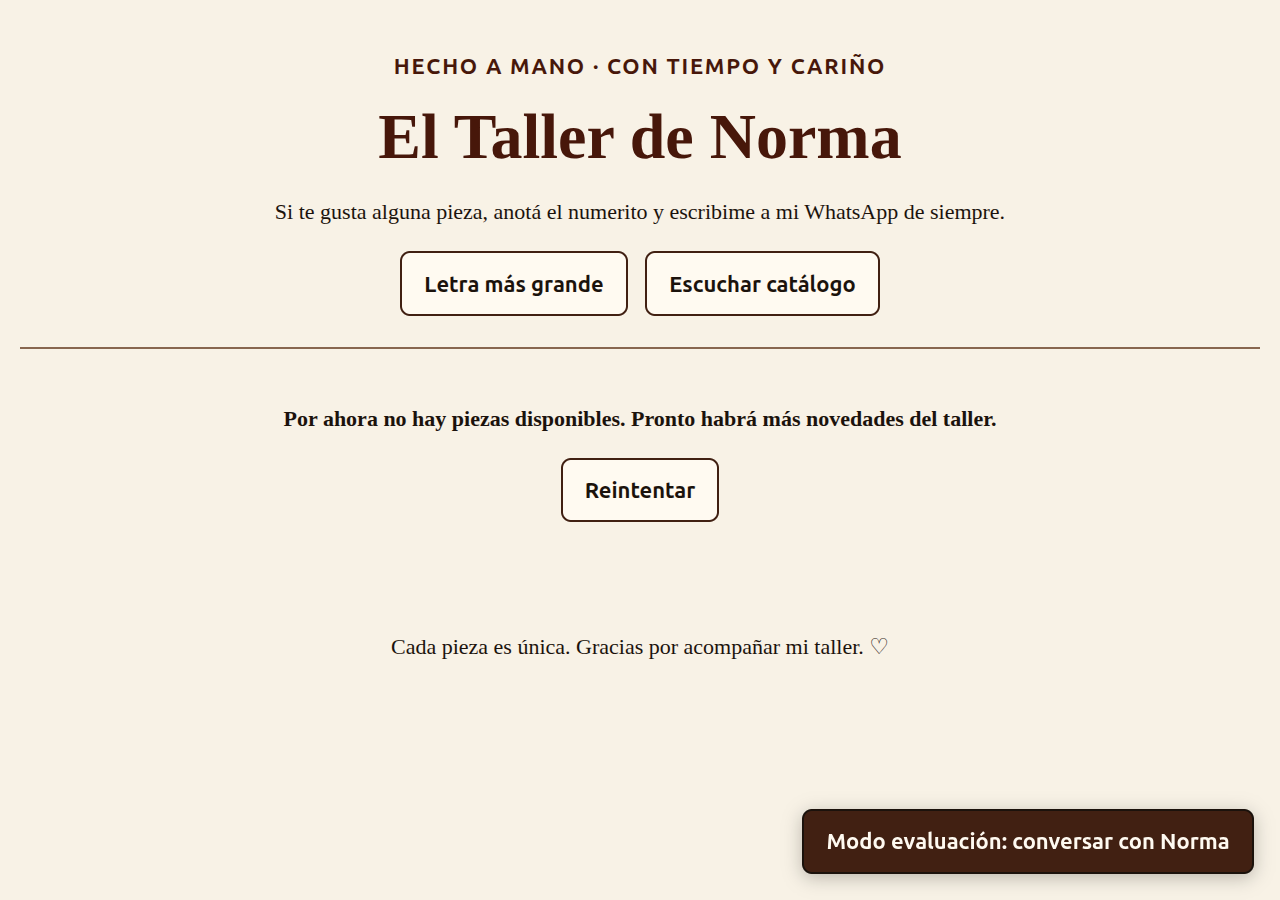 HECHO A MANO · CON TIEMPO Y CARIÑO
El Taller de Norma
Si te gusta alguna pieza, anotá el numerito y escribime a mi WhatsApp de siempre.
Letra más grande
Escuchar catálogo
Por ahora no hay piezas disponibles. Pronto habrá más novedades del taller.
Reintentar
Cada pieza es única. Gracias por acompañar mi taller. ♡
Modo evaluación: conversar con Norma